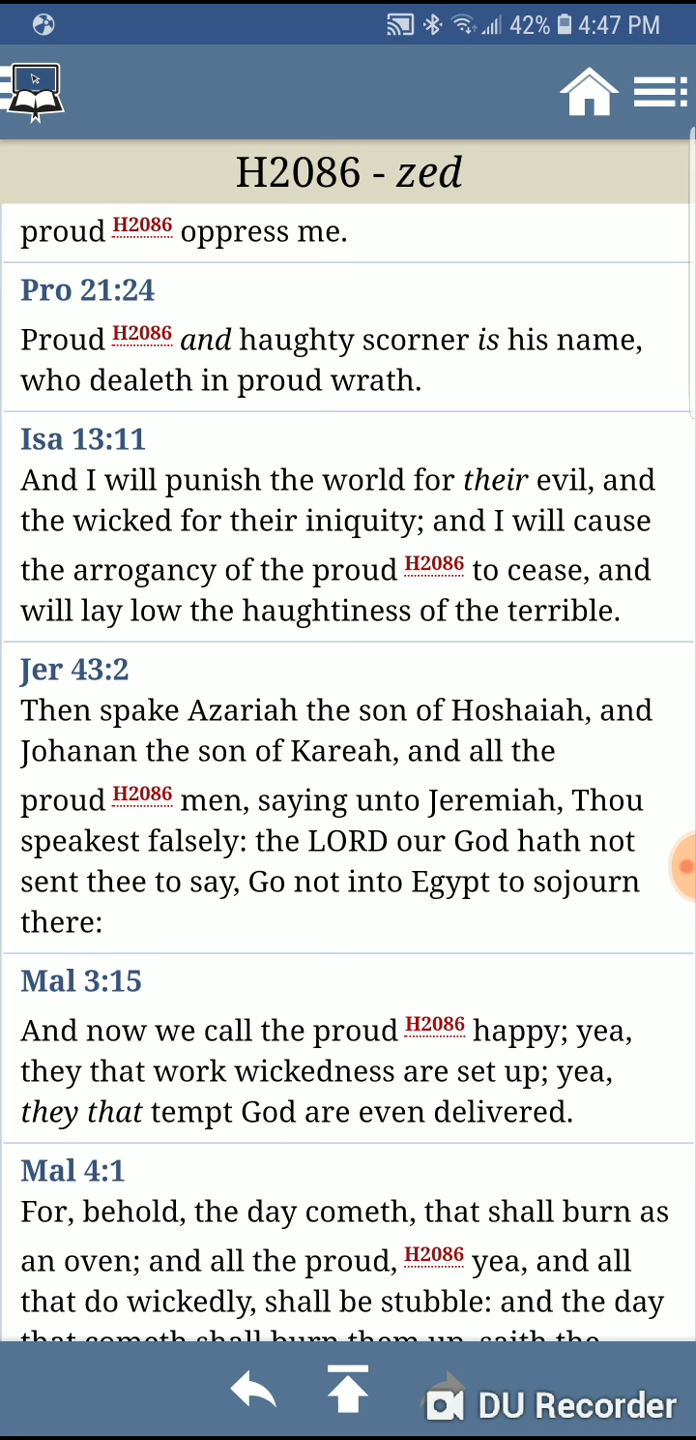 42% 4:47 PM
H2086 - zed
proud H2086 oppress me.
Pro 21:24
Proud H2086 and haughty scorner is his name,
who dealeth in proud wrath.
Isa 13:11
And I will punish the world for their evil, and
the wicked for their iniquity; and I will cause
the arrogancy of the proud H2086 to cease, and
will lay low the haughtiness of the terrible.
Jer 43:2
Then spake Azariah the son of Hoshaiah, and
Johanan the son of Kareah, and all the
proud H2086 men, saying unto Jeremiah, Thou
speakest falsely: the LORD our God hath not
sent thee to say, Go not into Egypt to sojourn
there:
Mal 3:15
And now we call the proud H2086 happy; yea,
they that work wickedness are set up; yea,
they that tempt God are even delivered.
Mal 4:1
For, behold, the day cometh, that shall burn as
an oven; and all the proud, H2086 yea, and all
that do wickedly, shall be stubble: and the day
that cometh shall burn them up, saith the
DU Recorder